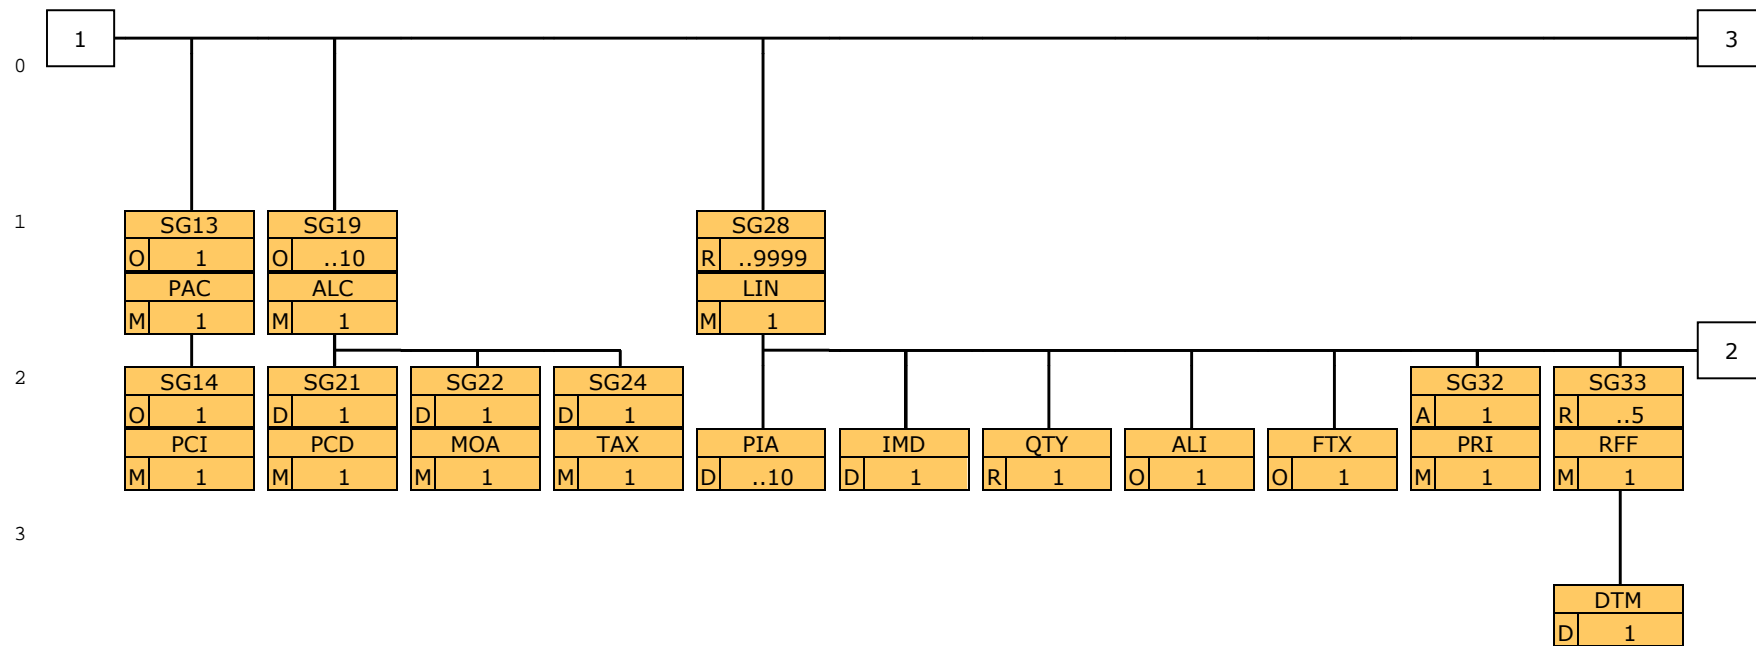 1 3
0
1
SG13 SG19 SG28
O 1 O ..10 R ..9999
PAC ALC LIN
M 1 M 1 M 1
2
2
SG14 SG21 SG22 SG24 SG32 SG33
O 1 D 1 D 1 D 1 A 1 R ..5
PCI PCD MOA TAX PIA IMD QTY ALI FTX PRI RFF
M 1 M 1 M 1 M 1 D ..10 D 1 R 1 O 1 O 1 M 1 M 1
3
DTM
D 1